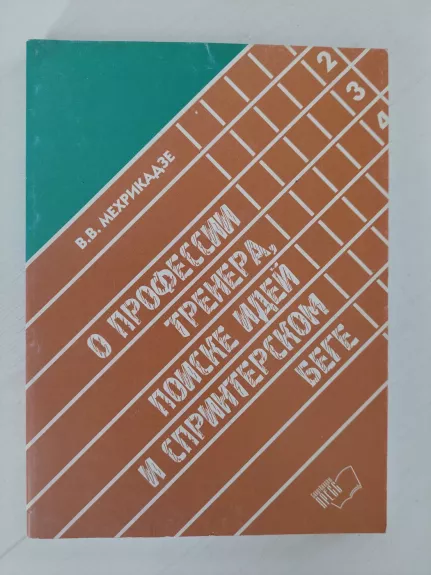 2
3
4
В.В. МЕХРИКАДЗЕ
О ПРОФЕССИИ
ТРЕНЕРА,
ПОИСКЕ ИДЕЙ
И СПРИНТЕРСКОМ
БЕГЕ